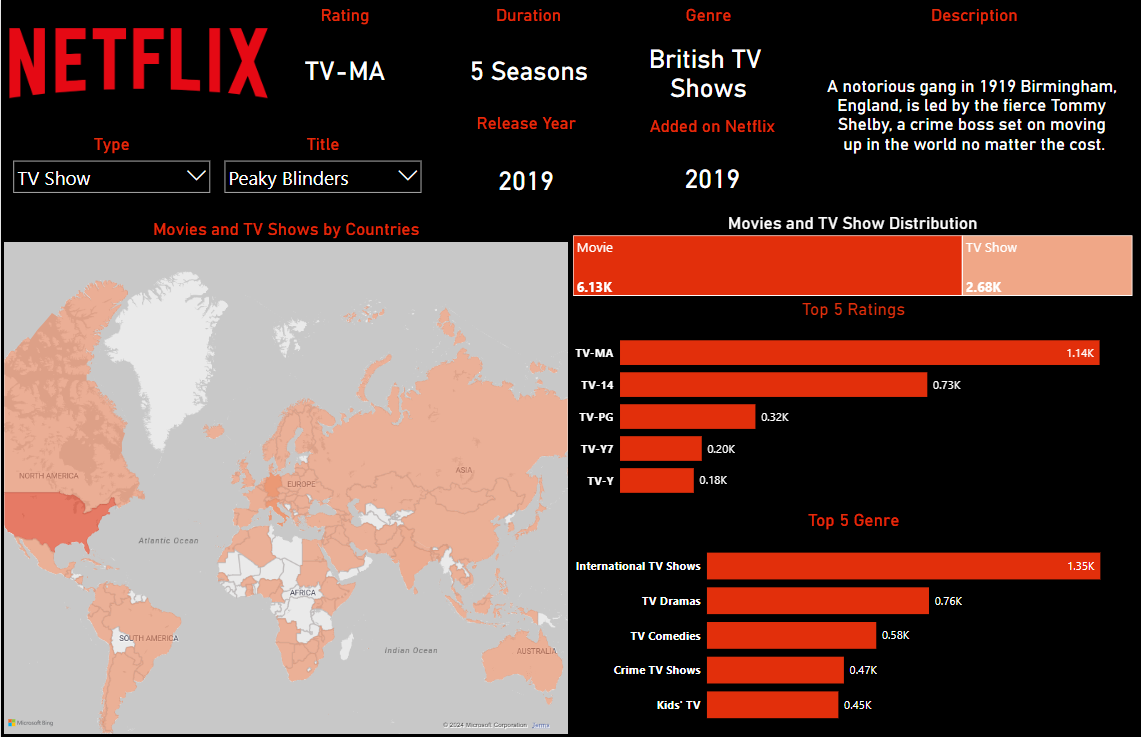 NETFLIX
Rating
TV-MA
Duration
5 Seasons
Genre
British TV
Shows
Description
A notorious gang in 1919 Birmingham,
England, is led by the fierce Tommy
Shelby, a crime boss set on moving
up in the world no matter the cost.
Release Year
2019
Added on Netflix
2019
Type
TV Show
Title
Peaky Blinders
Movies and TV Shows by Countries
NORTH AMERICA
EUROPE
ASIA
Atlantic Ocean
AFRICA
SOUTH AMERICA
Indian Ocean
AUSTRALIA
Microsoft Bing
© 2024 Microsoft Corporation Terms
Movies and TV Show Distribution
Movie
6.13K
TV Show
2.68K
Top 5 Ratings
TV-MA 1.14K
TV-14 0.73K
TV-PG 0.32K
TV-Y7 0.20K
TV-Y 0.18K
Top 5 Genre
International TV Shows 1.35K
TV Dramas 0.76K
TV Comedies 0.58K
Crime TV Shows 0.47K
Kids' TV 0.45K